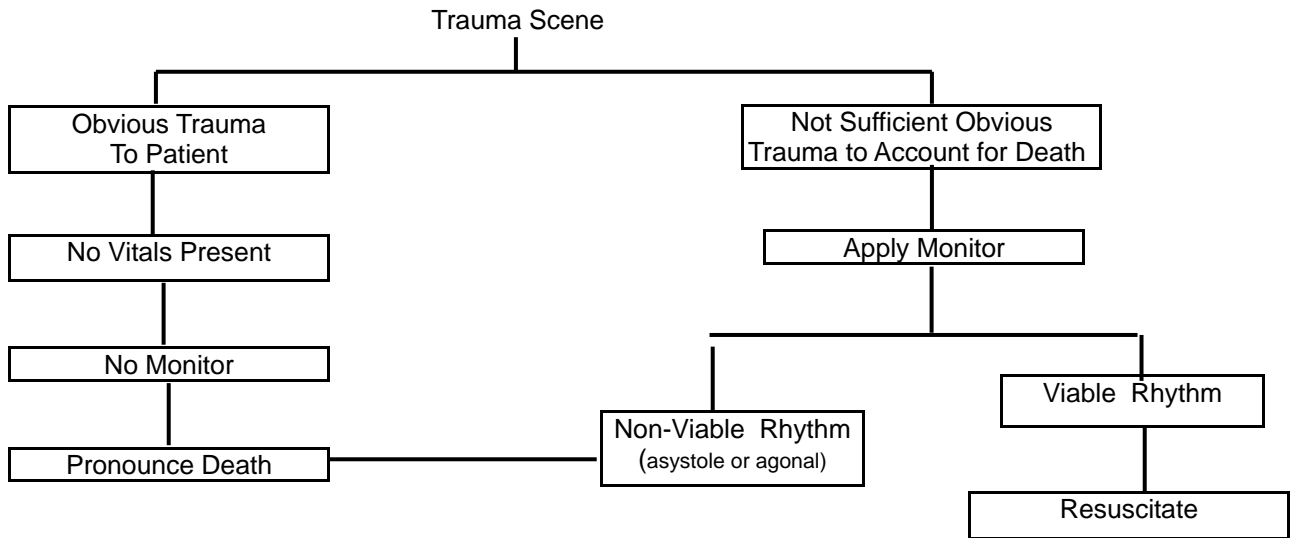 Trauma Scene
Obvious Trauma
To Patient
Not Sufficient Obvious
Trauma to Account for Death
No Vitals Present
Apply Monitor
No Monitor
Viable Rhythm
Non-Viable Rhythm
(asystole or agonal)
Pronounce Death
Resuscitate